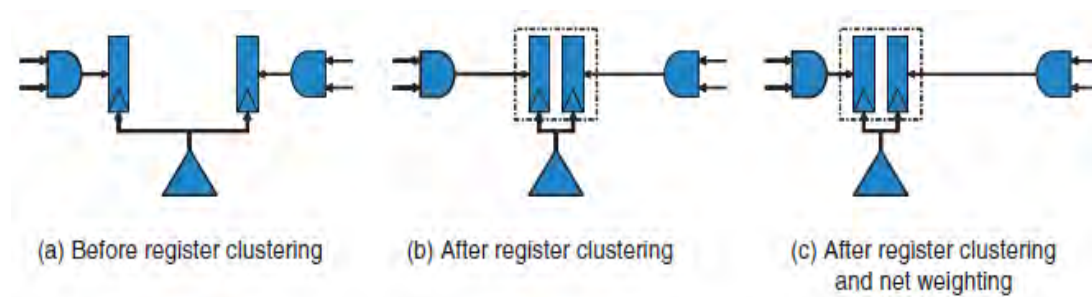 (a) Before register clustering
(b) After register clustering
(c) After register clustering
and net weighting